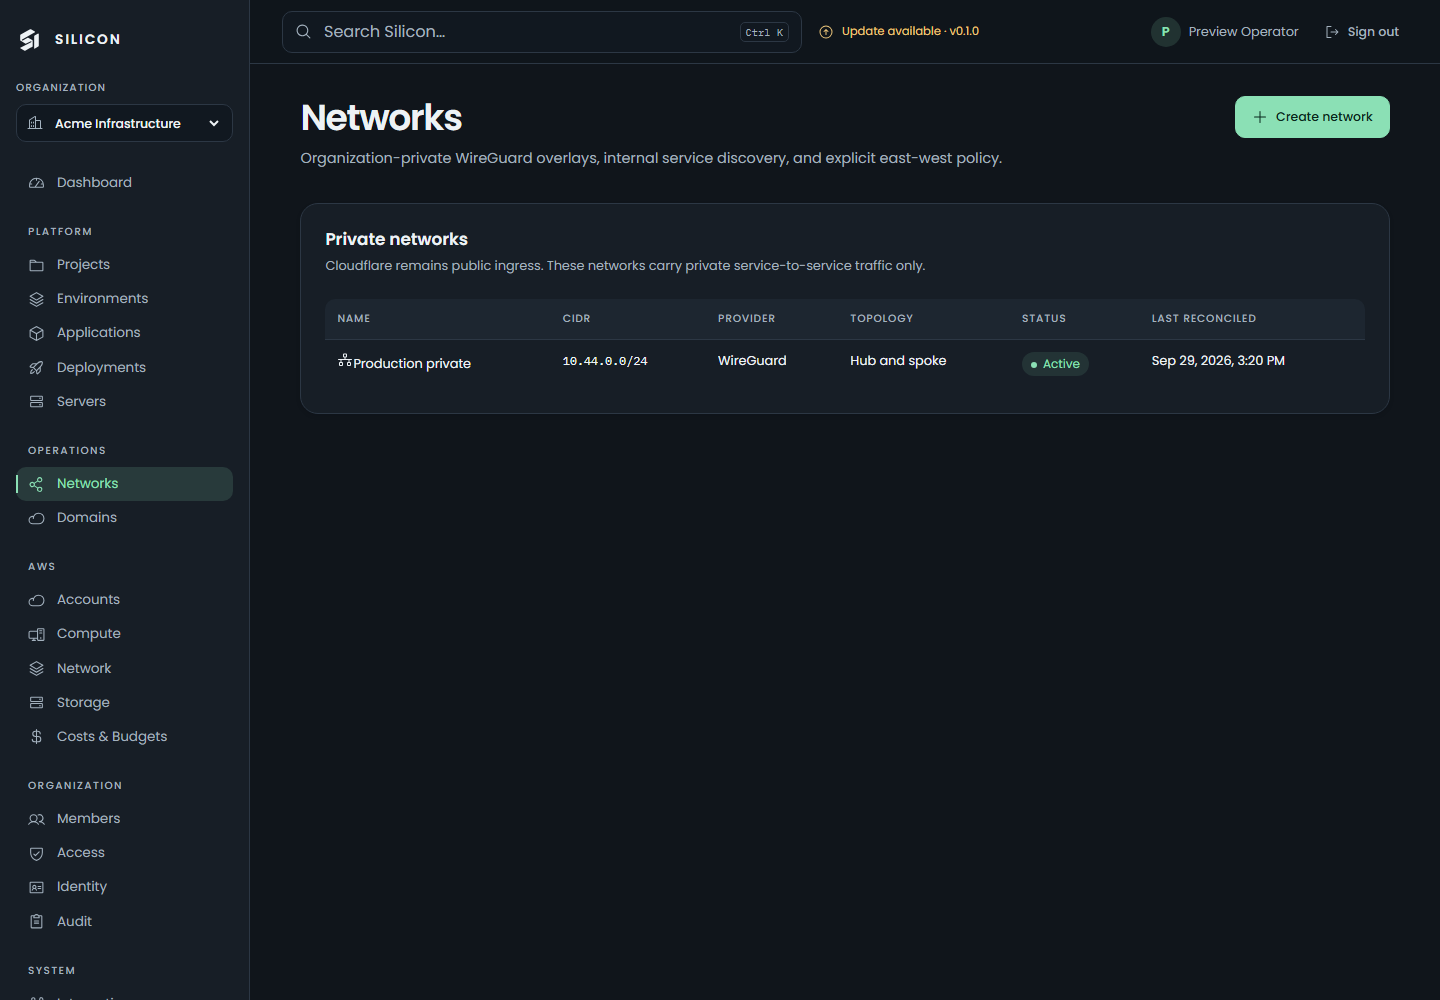 SILICON
ORGANIZATION
Acme Infrastructure
Dashboard
PLATFORM
Projects
Environments
Applications
Deployments
Servers
OPERATIONS
Networks
Domains
AWS
Accounts
Compute
Network
Storage
Costs & Budgets
ORGANIZATION
Members
Access
Identity
Audit
SYSTEM
Search Silicon...
Ctrl K
Update available · v0.1.0
P
Preview Operator
Sign out
Networks
Organization-private WireGuard overlays, internal service discovery, and explicit east-west policy.
Create network
Private networks
Cloudflare remains public ingress. These networks carry private service-to-service traffic only.
NAME CIDR PROVIDER TOPOLOGY STATUS LAST RECONCILED
Production private 10.44.0.0/24 WireGuard Hub and spoke Active Sep 29, 2026, 3:20 PM